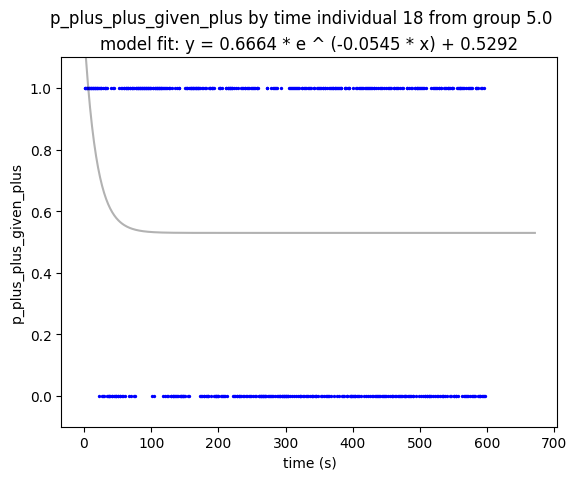 p_plus_plus_given_plus by time individual 18 from group 5.0
model fit: y = 0.6664 * e ^ (-0.0545 * x) + 0.5292
1.0
0.8
0.6
0.4
0.2
0.0
p_plus_plus_given_plus
0 100 200 300 400 500 600 700
time (s)